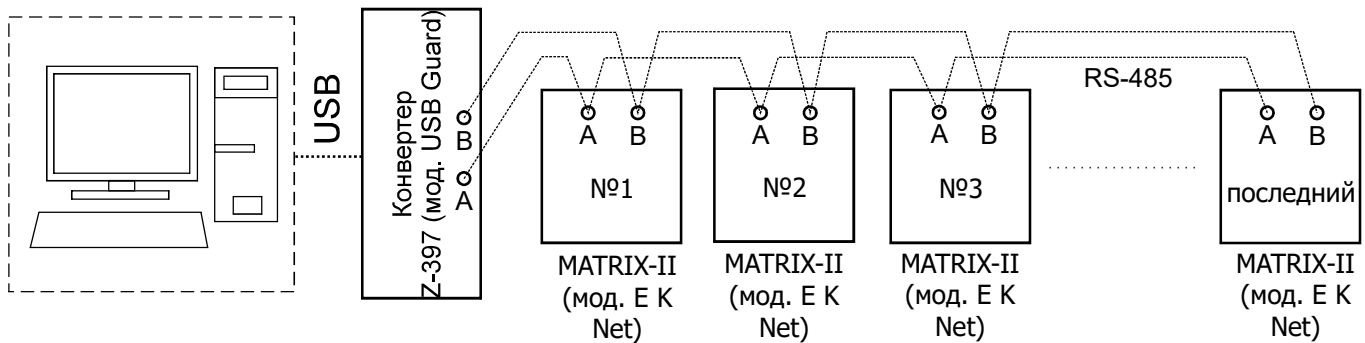 USB
Конвертер
Z-397 (мод. USB Guard)
B
A
RS-485
A B
A B
A B
A B
№1
№2
№3
последний
MATRIX-II
(мод. E K
Net)
MATRIX-II
(мод. E K
Net)
MATRIX-II
(мод. E K
Net)
MATRIX-II
(мод. E K
Net)